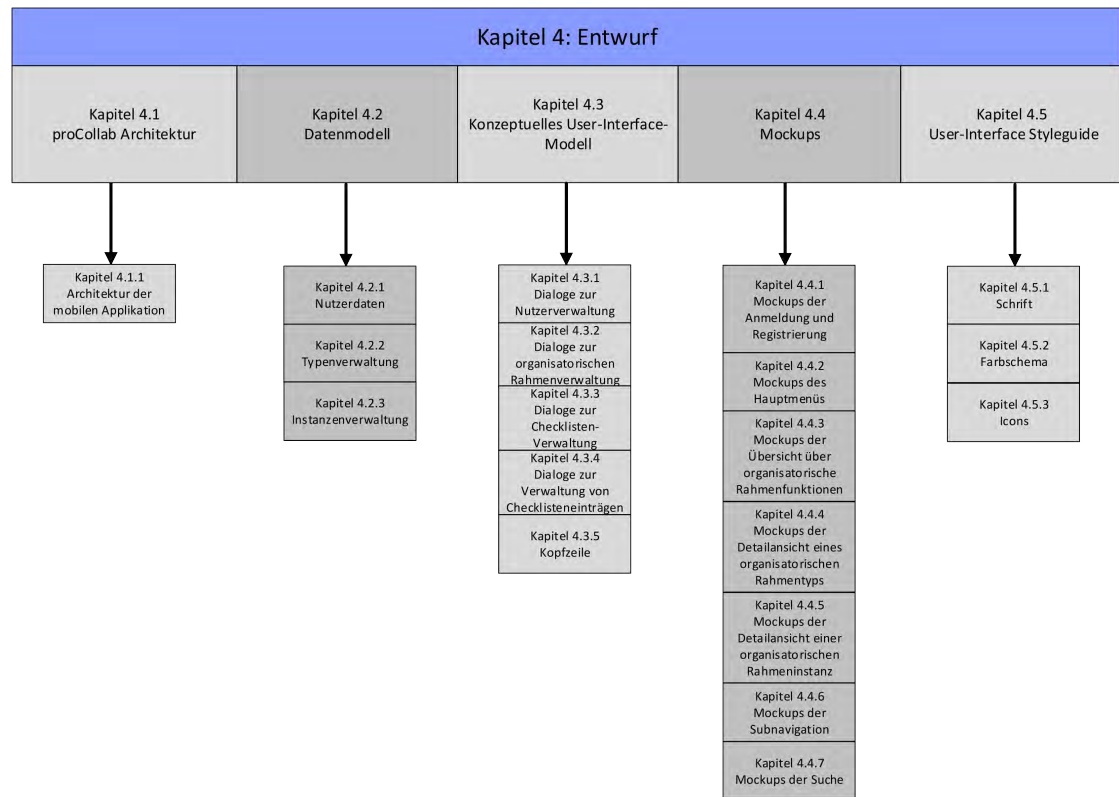 Kapitel 4: Entwurf
Kapitel 4.1
proCollab Architektur
Kapitel 4.2
Datenmodell
Kapitel 4.3
Konzeptuelles User-Interface-
Modell
Kapitel 4.4
Mockups
Kapitel 4.5
User-Interface Styleguide
Kapitel 4.1.1
Architektur der
mobilen Applikation
Kapitel 4.2.1
Nutzerdaten
Kapitel 4.2.2
Typenverwaltung
Kapitel 4.2.3
Instanzenverwaltung
Kapitel 4.3.1
Dialoge zur
Nutzerverwaltung
Kapitel 4.3.2
Dialoge zur
organisatorischen
Rahmenverwaltung
Kapitel 4.3.3
Dialoge zur
Checklisten-
Verwaltung
Kapitel 4.3.4
Dialoge zur
Verwaltung von
Checklisteneinträgen
Kapitel 4.3.5
Kopfzeile
Kapitel 4.4.1
Mockups der
Anmeldung und
Registrierung
Kapitel 4.4.2
Mockups des
Hauptmenüs
Kapitel 4.4.3
Mockups der
Übersicht über
organisatorische
Rahmenfunktionen
Kapitel 4.4.4
Mockups der
Detailansicht eines
organisatorischen
Rahmentyps
Kapitel 4.4.5
Mockups der
Detailansicht einer
organisatorischen
Rahmeninstanz
Kapitel 4.4.6
Mockups der
Subnavigation
Kapitel 4.4.7
Mockups der Suche
Kapitel 4.5.1
Schrift
Kapitel 4.5.2
Farbschema
Kapitel 4.5.3
Icons